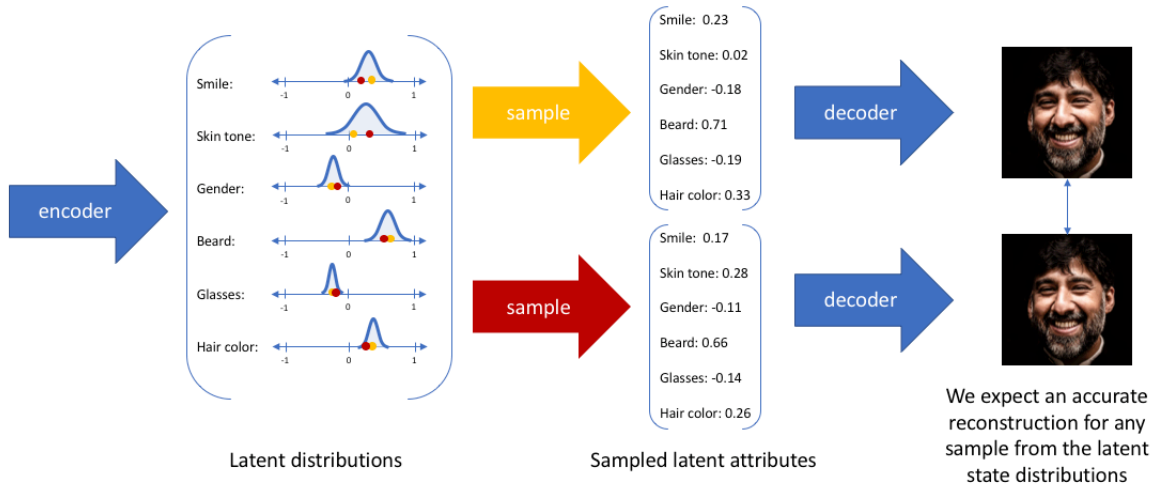 encoder
Smile:
-1 0 1
Skin tone:
-1 0 1
Gender:
-1 0 1
Beard:
-1 0 1
Glasses:
-1 0 1
Hair color:
-1 0 1
Latent distributions
sample
Smile: 0.23
Skin tone: 0.02
Gender: -0.18
Beard: 0.71
Glasses: -0.19
Hair color: 0.33
decoder
sample
Smile: 0.17
Skin tone: 0.28
Gender: -0.11
Beard: 0.66
Glasses: -0.14
Hair color: 0.26
decoder
Sampled latent attributes
We expect an accurate
reconstruction for any
sample from the latent
state distributions